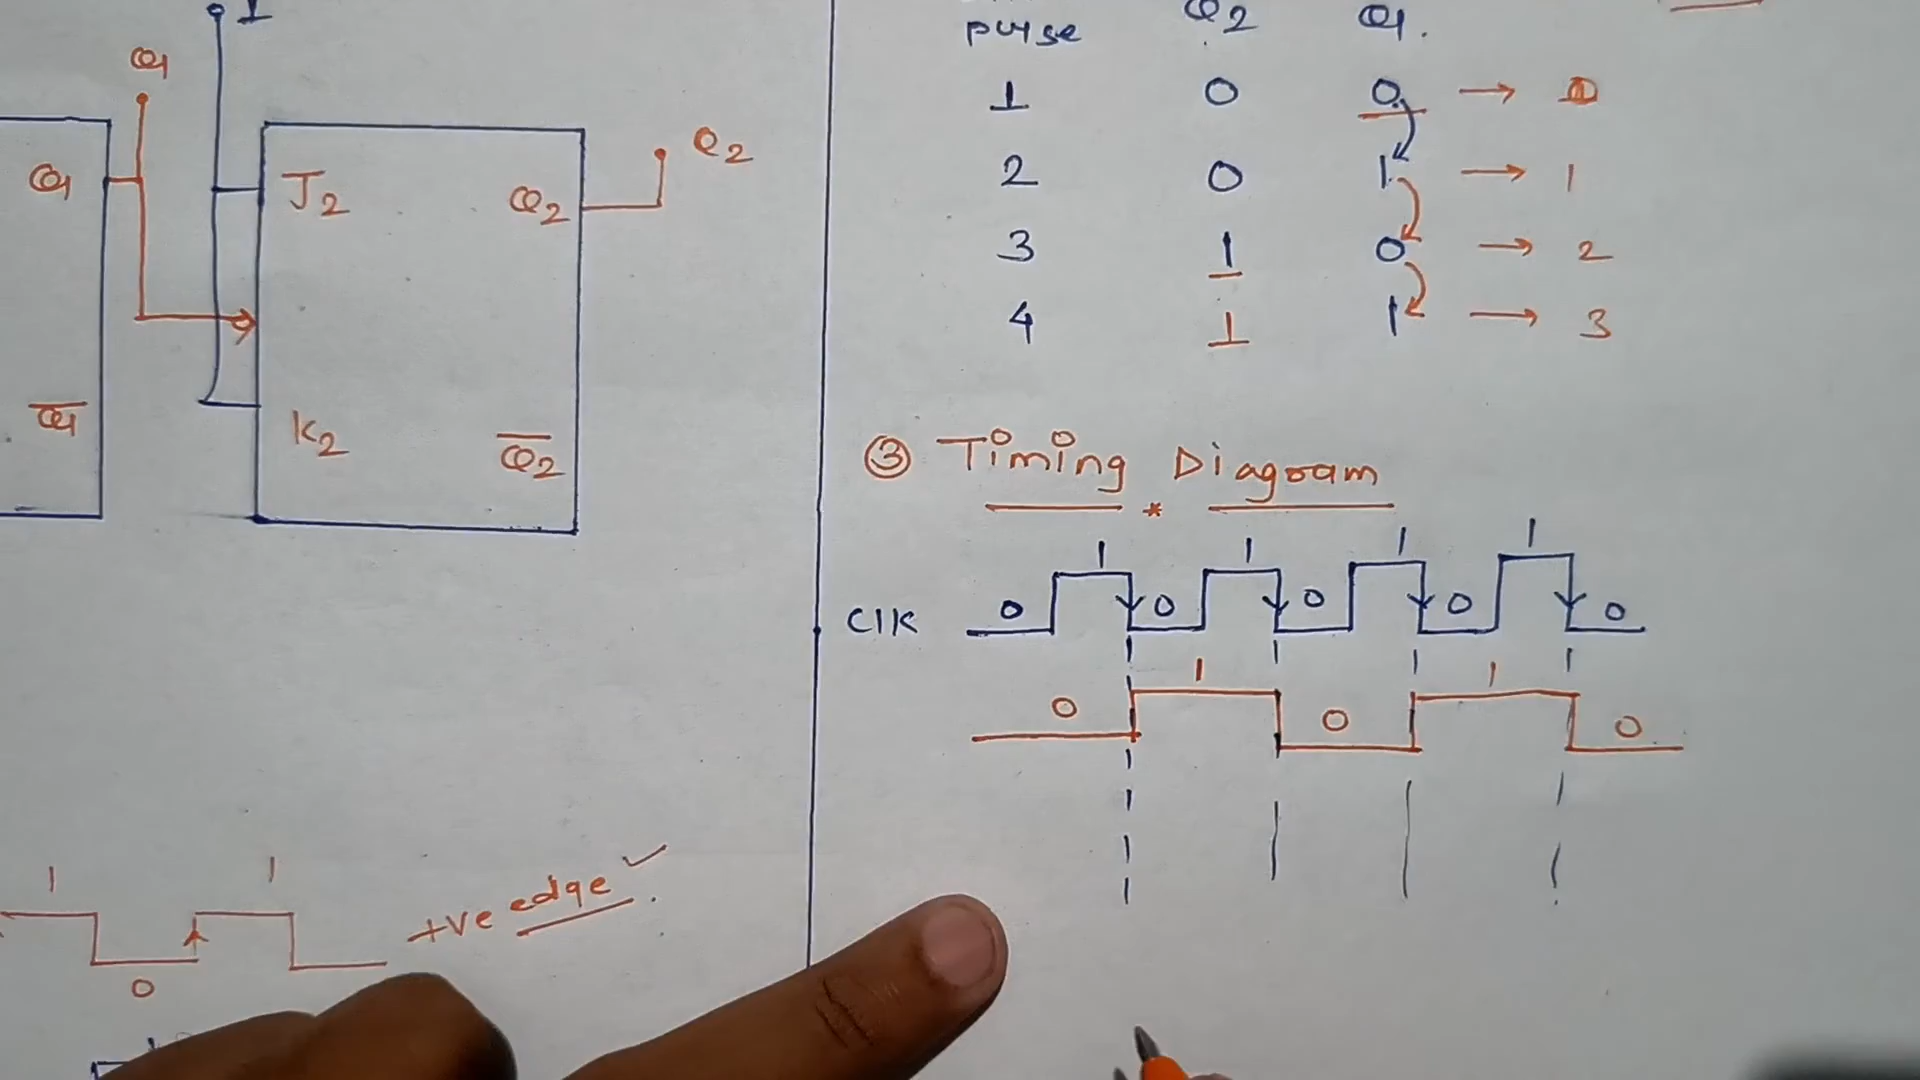 1
Q1
Q1
J2
Q2
Q2
Q1
K2
Q2
1 1
+ve edge ✓.
0
pulse Q2 Q1.
1 0 0 →
2 0 1 → 1
3 1 0 → 2
4 1 1 → 3
③ Timing Diagram
*
1 1 1 1
Clk 0 0 0 0 0
1 1
0 0 0